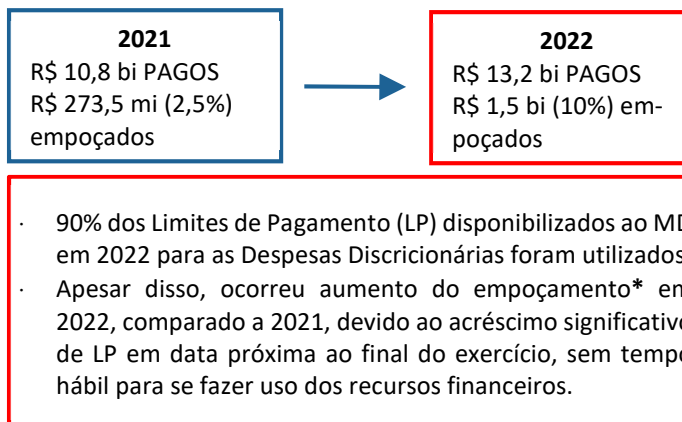 2021
R$ 10,8 bi PAGOS
R$ 273,5 mi (2,5%)
empoçados
2022
R$ 13,2 bi PAGOS
R$ 1,5 bi (10%) em-
poçados
· 90% dos Limites de Pagamento (LP) disponibilizados ao MD
em 2022 para as Despesas Discricionárias foram utilizados
· Apesar disso, ocorreu aumento do empoçamento* em
2022, comparado a 2021, devido ao acréscimo significativo
de LP em data próxima ao final do exercício, sem tempo
hábil para se fazer uso dos recursos financeiros.